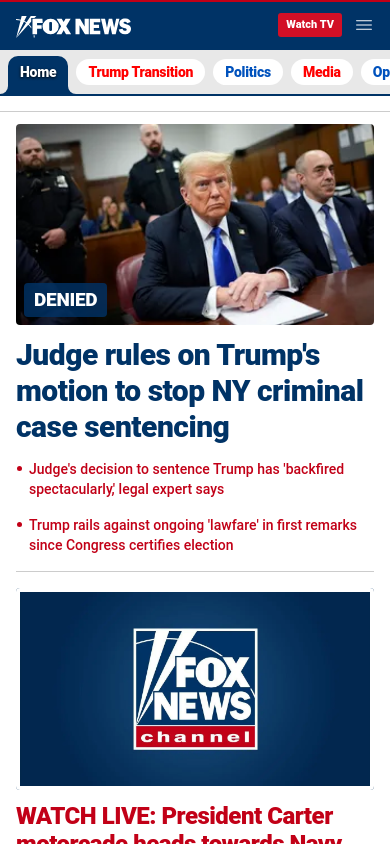 FOX NEWS
Watch TV
Home
Trump Transition
Politics
Media
Op
DENIED
Judge rules on Trump's
motion to stop NY criminal
case sentencing
Judge's decision to sentence Trump has 'backfired
spectacularly,' legal expert says
Trump rails against ongoing 'lawfare' in first remarks
since Congress certifies election
FOX
NEWS
channel
WATCH LIVE: President Carter
motorcade heads towards Navy